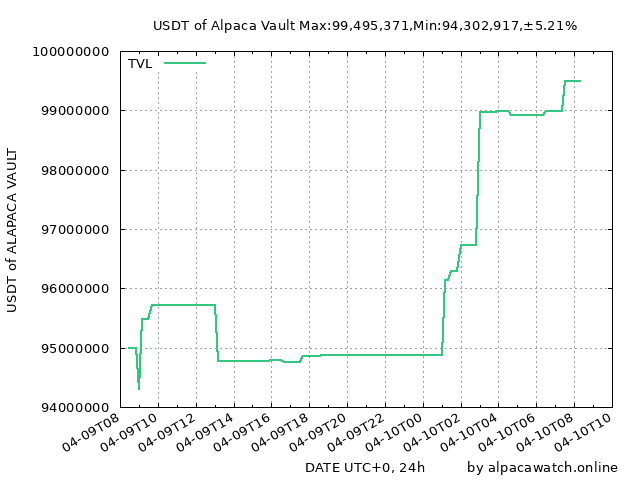 USDT of Alpaca Vault Max:99,495,371,Min:94,302,917,±5.21%
TVL
100000000
99000000
98000000
97000000
96000000
95000000
94000000
USDT of ALAPACA VAULT
04-09T08
04-09T10
04-09T12
04-09T14
04-09T16
04-09T18
04-09T20
04-09T22
04-10T00
04-10T02
04-10T04
04-10T06
04-10T08
04-10T10
DATE UTC+0, 24h
by alpacawatch.online